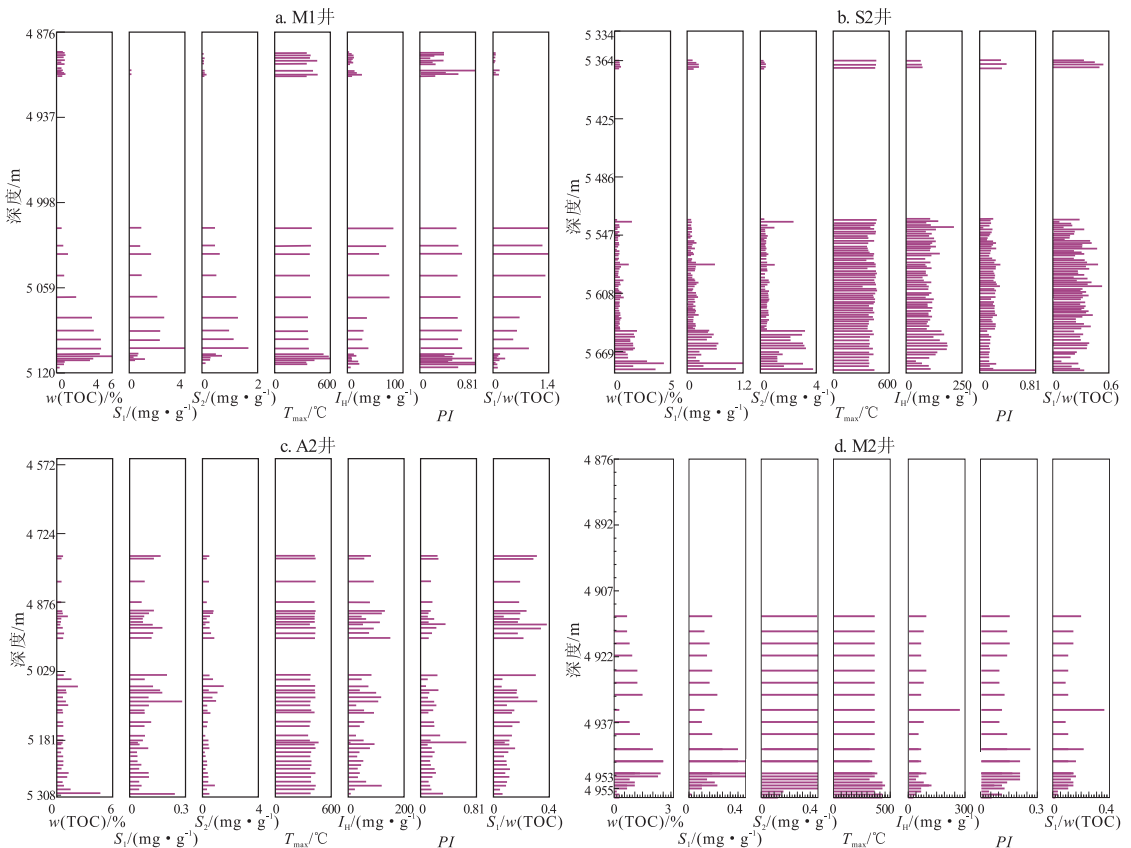 a. M1井
4 876
4 937
4 998
5 059
5 120
深度/m
0 4 6
w(TOC)/%
0 4
S₁/(mg·g⁻¹)
0 2
S₂/(mg·g⁻¹)
0 600
Tmax/℃
0 100
I_H/(mg·g⁻¹)
0 0.81
PI
0 1.4
S₁/w(TOC)
b. S2井
5 334
5 364
5 425
5 486
5 547
5 608
5 669
深度/m
0 5
w(TOC)/%
0 1.2
S₁/(mg·g⁻¹)
0 4
S₂/(mg·g⁻¹)
0 600
Tmax/℃
0 250
I_H/(mg·g⁻¹)
0 0.81
PI
0 0.6
S₁/w(TOC)
c. A2井
4 572
4 724
4 876
5 029
5 181
5 308
深度/m
0 6
w(TOC)/%
0 0.3
S₁/(mg·g⁻¹)
0 4
S₂/(mg·g⁻¹)
0 600
Tmax/℃
0 200
I_H/(mg·g⁻¹)
0 0.81
PI
0 0.4
S₁/w(TOC)
d. M2井
4 876
4 892
4 907
4 922
4 937
4 953
4 955
深度/m
0 3
w(TOC)/%
0 0.4
S₁/(mg·g⁻¹)
0 0.4
S₂/(mg·g⁻¹)
0 500
Tmax/℃
0 300
I_H/(mg·g⁻¹)
0 0.3
PI
0 0.4
S₁/w(TOC)